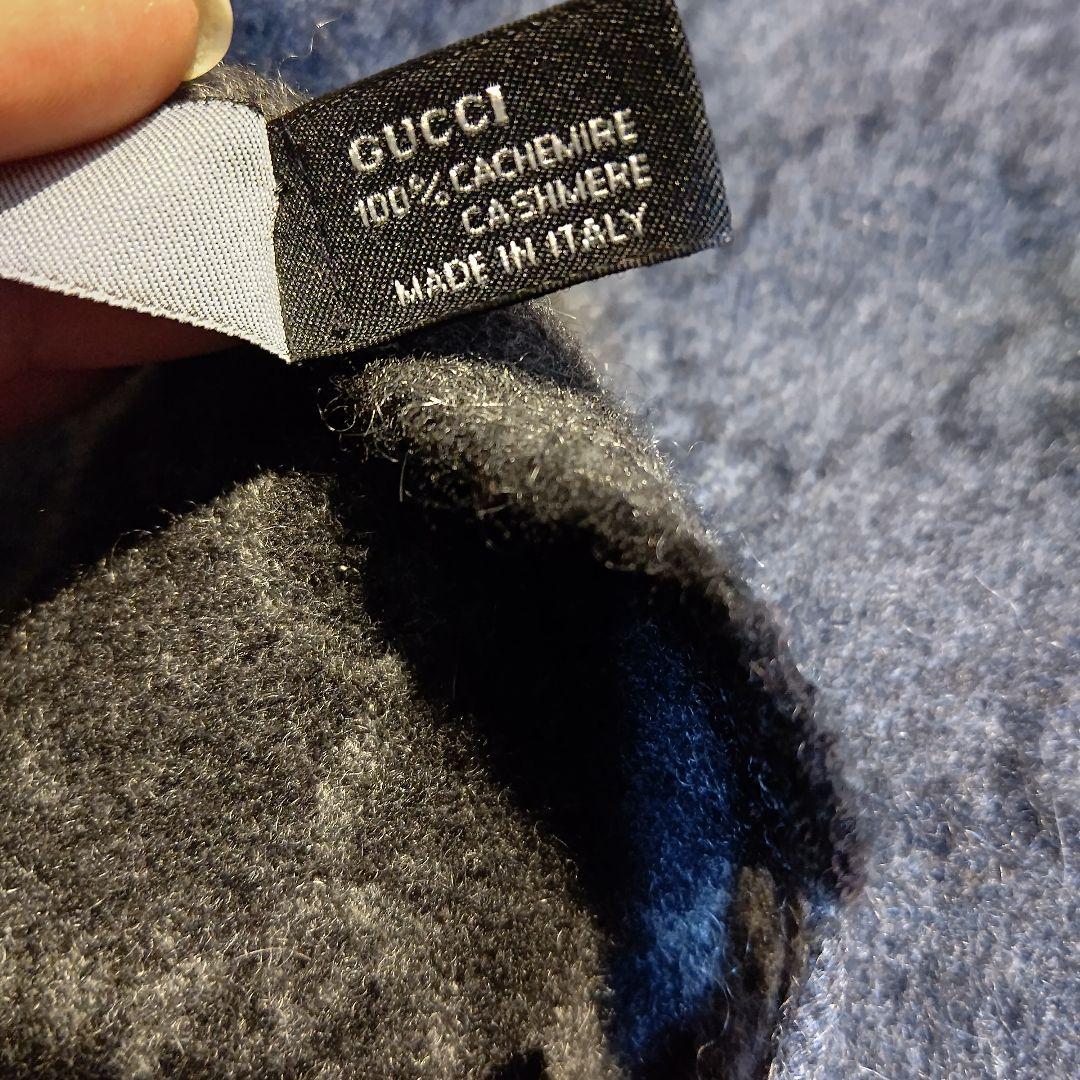 GUCCI
100% CACHEMIRE
CASHMERE
MADE IN ITALY